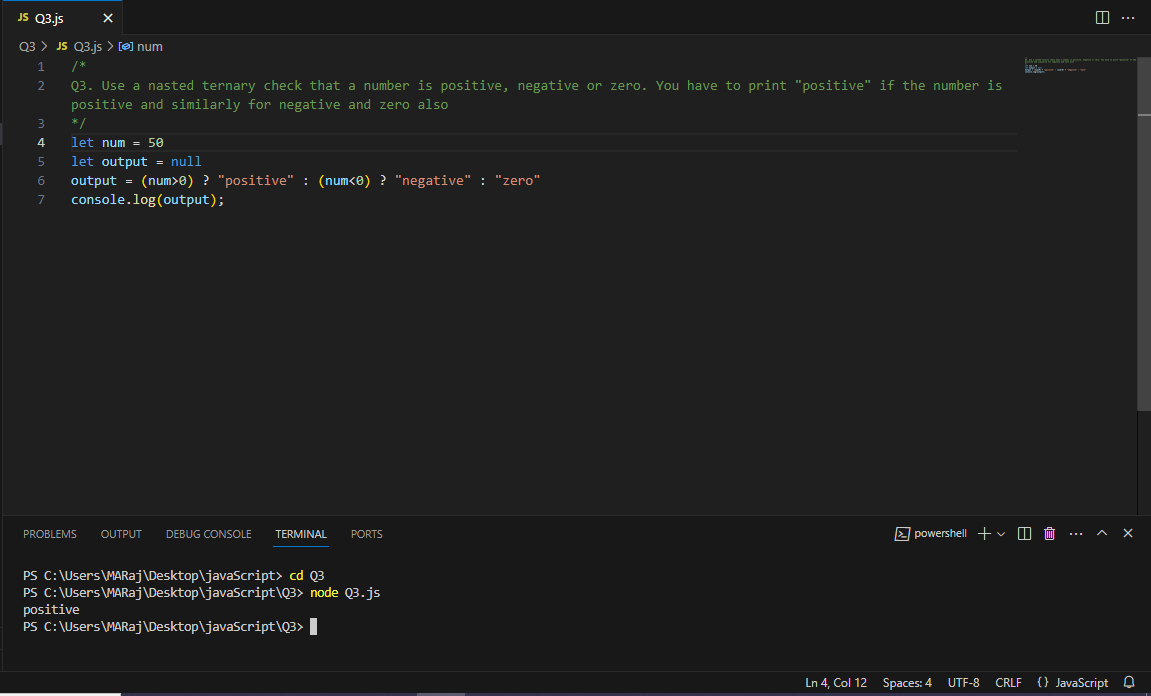 JS Q3.js
Q3 > JS Q3.js > num
1 /*
2 Q3. Use a nasted ternary check that a number is positive, negative or zero. You have to print "positive" if the number is
positive and similarly for negative and zero also
3 */
4 let num = 50
5 let output = null
6 output = (num>0) ? "positive" : (num<0) ? "negative" : "zero"
7 console.log(output);
PROBLEMS OUTPUT DEBUG CONSOLE TERMINAL PORTS powershell
PS C:\Users\MARaj\Desktop\javaScript> cd Q3
PS C:\Users\MARaj\Desktop\javaScript\Q3> node Q3.js
positive
PS C:\Users\MARaj\Desktop\javaScript\Q3>
Ln 4, Col 12 Spaces: 4 UTF-8 CRLF {} JavaScript